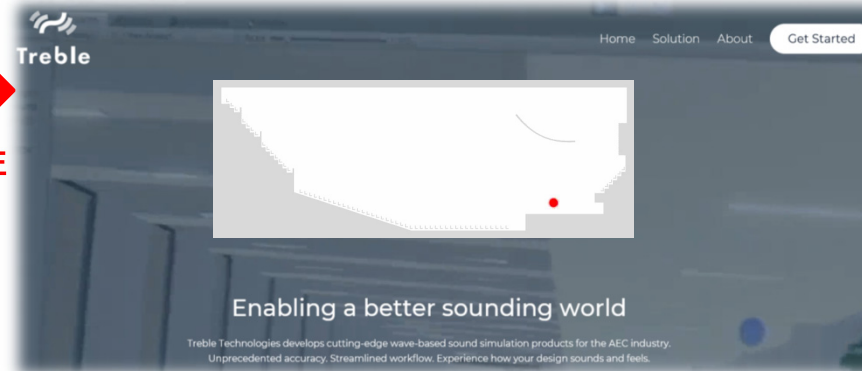 Treble
Home Solution About Get Started
E
Enabling a better sounding world
Treble Technologies develops cutting-edge wave-based sound simulation products for the AEC industry.
Unprecedented accuracy. Streamlined workflow. Experience how your design sounds and feels.